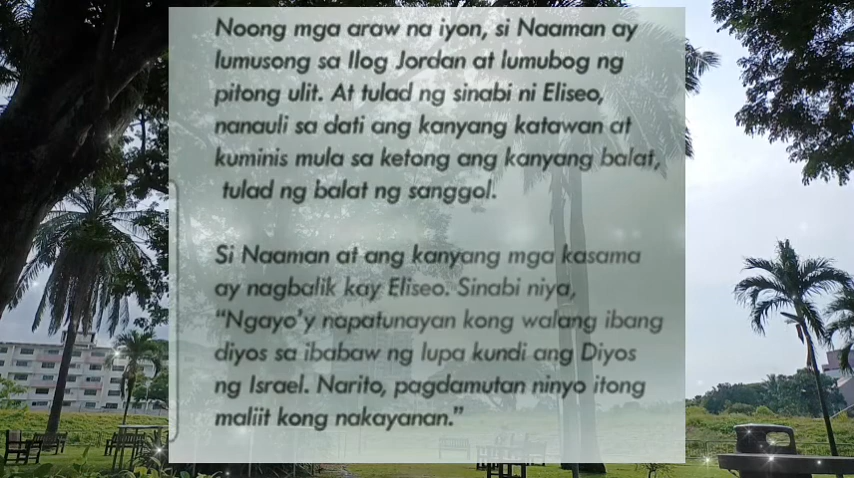 Noong mga araw na iyon, si Naaman ay
lumusong sa Ilog Jordan at lumubog ng
pitong ulit. At tulad ng sinabi ni Eliseo,
nanauli sa dati ang kanyang katawan at
kuminis mula sa ketong ang kanyang balat,
tulad ng balat ng sanggol.
Si Naaman at ang kanyang mga kasama
ay nagbalik kay Eliseo. Sinabi niya,
“Ngayo’y napatunayan kong walang ibang
diyos sa ibabaw ng lupa kundi ang Diyos
ng Israel. Narito, pagdamutan ninyo itong
maliit kong nakayanan.”